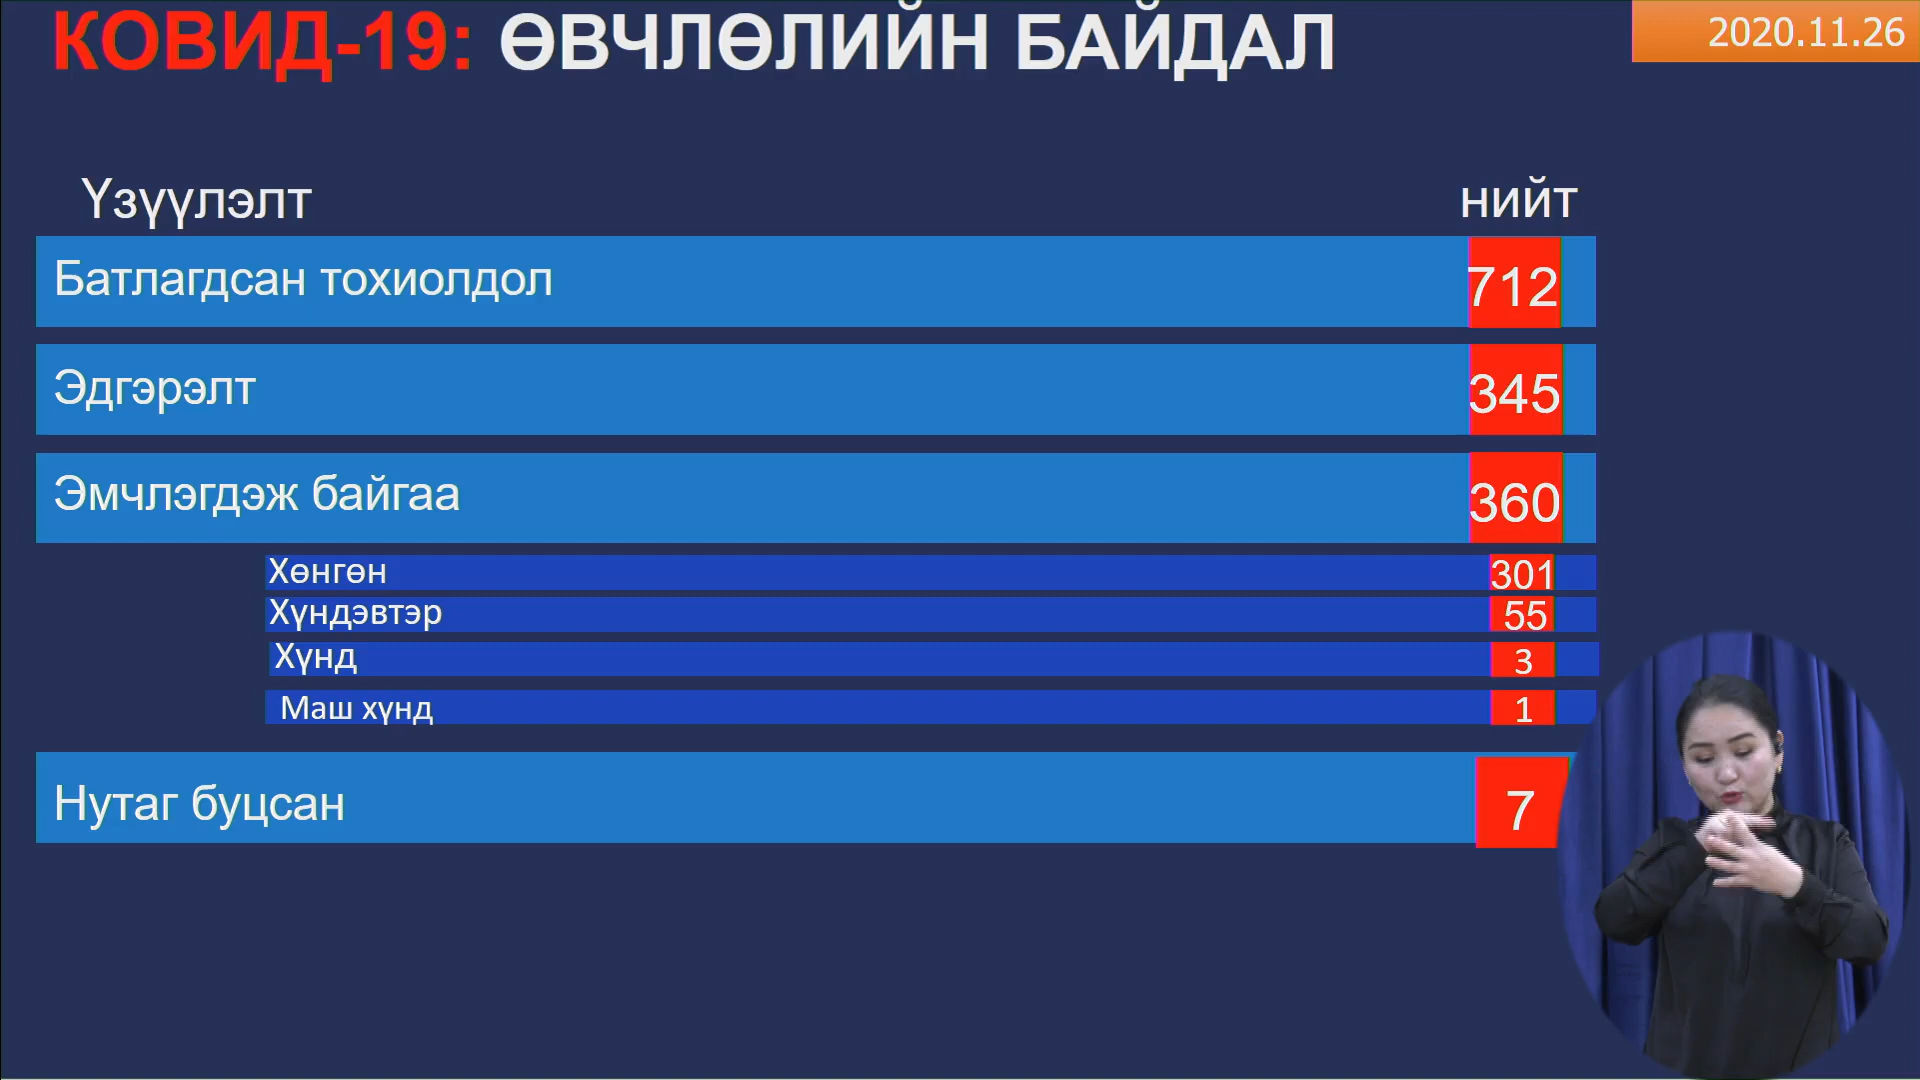 КОВИД-19: ӨВЧЛӨЛИЙН БАЙДАЛ
2020.11.26
Үзүүлэлт нийт
Батлагдсан тохиолдол 712
Эдгэрэлт 345
Эмчлэгдэж байгаа 360
Хөнгөн 301
Хүндэвтэр 55
Хүнд 3
Маш хүнд 1
Нутаг буцсан 7